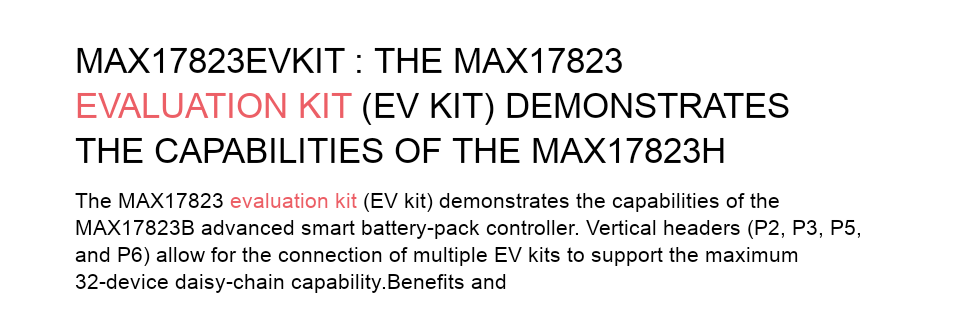 MAX17823EVKIT : THE MAX17823
EVALUATION KIT (EV KIT) DEMONSTRATES
THE CAPABILITIES OF THE MAX17823H
The MAX17823 evaluation kit (EV kit) demonstrates the capabilities of the
MAX17823B advanced smart battery-pack controller. Vertical headers (P2, P3, P5,
and P6) allow for the connection of multiple EV kits to support the maximum
32-device daisy-chain capability.Benefits and